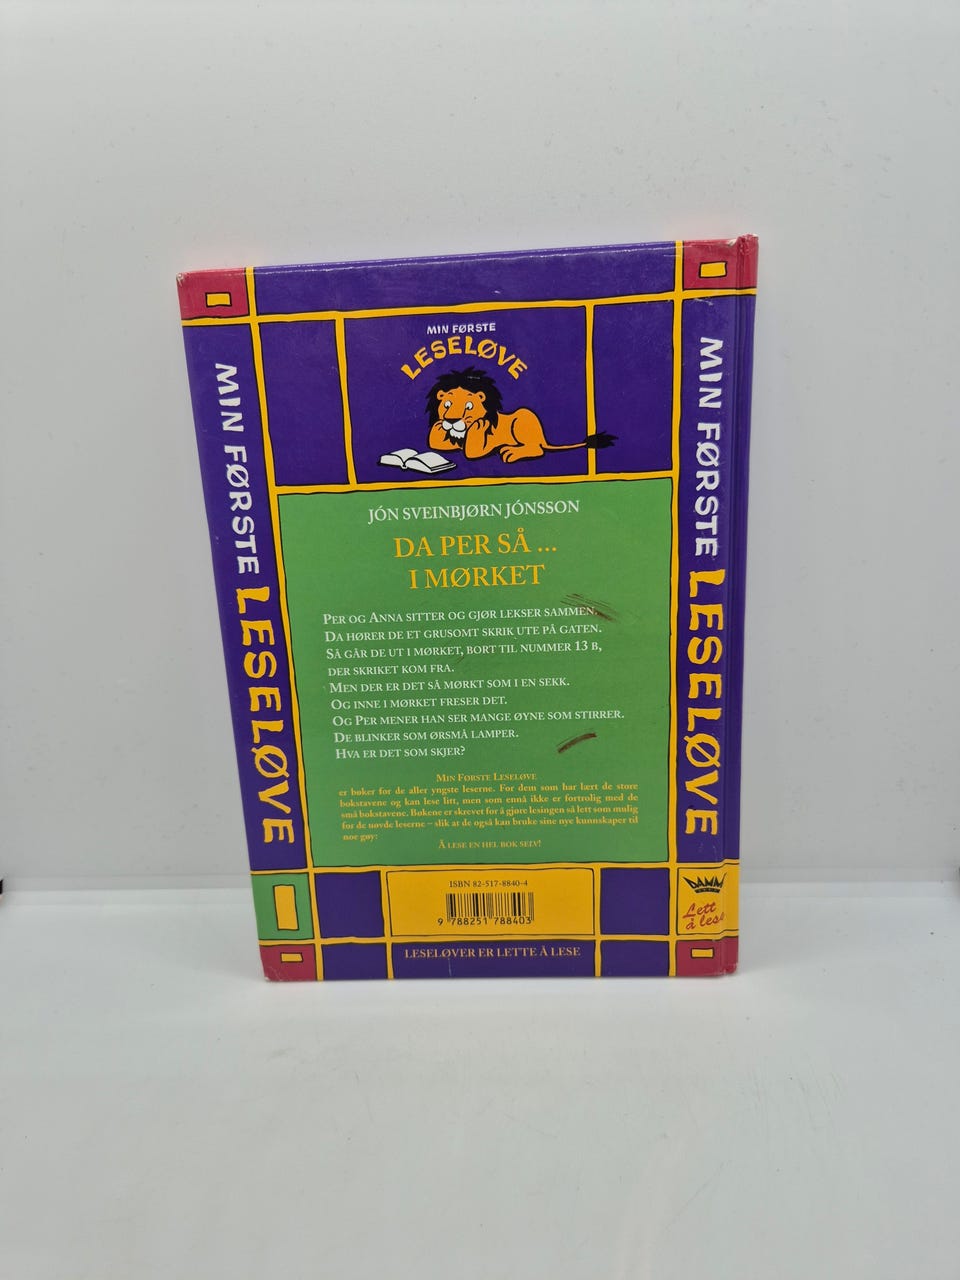 MIN FØRSTE
LESELØVE
MIN FØRSTE LESELØVE
MIN FØRSTE LESELØVE
JÓN SVEINBJØRN JÓNSSON
DA PER SÅ ...
I MØRKET
PER OG ANNA SITTER OG GJØR LEKSER SAMMEN.
DA HØRER DE ET GRUSOMT SKRIK UTE PÅ GATEN.
SÅ GÅR DE UT I MØRKET, BORT TIL NUMMER 13 B,
DER SKRIKET KOM FRA.
MEN DER ER DET SÅ MØRKT SOM I EN SEKK.
OG INNE I MØRKET FRESER DET.
OG PER MENER HAN SER MANGE ØYNE SOM STIRRER.
DE BLINKER SOM ØRSMÅ LAMPER.
HVA ER DET SOM SKJER?
MIN FØRSTE LESELØVE
er bøker for de aller yngste leserne. For dem som har lært de store
bokstavene og kan lese litt, men som ennå ikke er fortrolig med de
små bokstavene. Bøkene er skrevet for å gjøre lesingen så lett som mulig
for de uøvde leserne – slik at de også kan bruke sine nye kunnskaper til
noe gøy:
Å LESE EN HEL BOK SELV!
ISBN 82-517-8840-4
9 788251 788403
LESELØVER ER LETTE Å LESE
DAMM
Lett
å lese